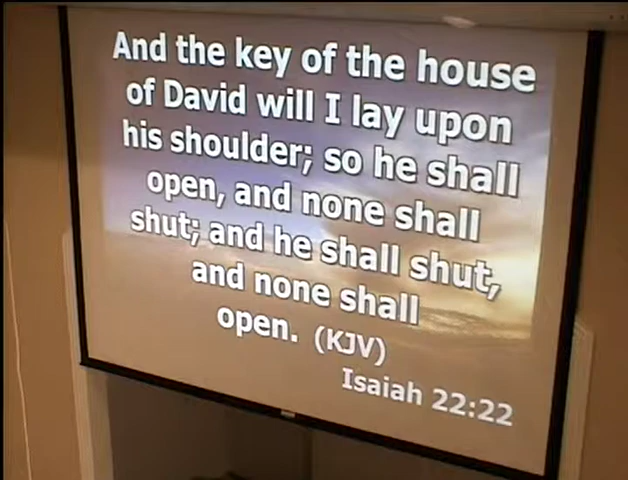 And the key of the house
of David will I lay upon
his shoulder; so he shall
open, and none shall
shut; and he shall shut,
and none shall
open. (KJV)
Isaiah 22:22